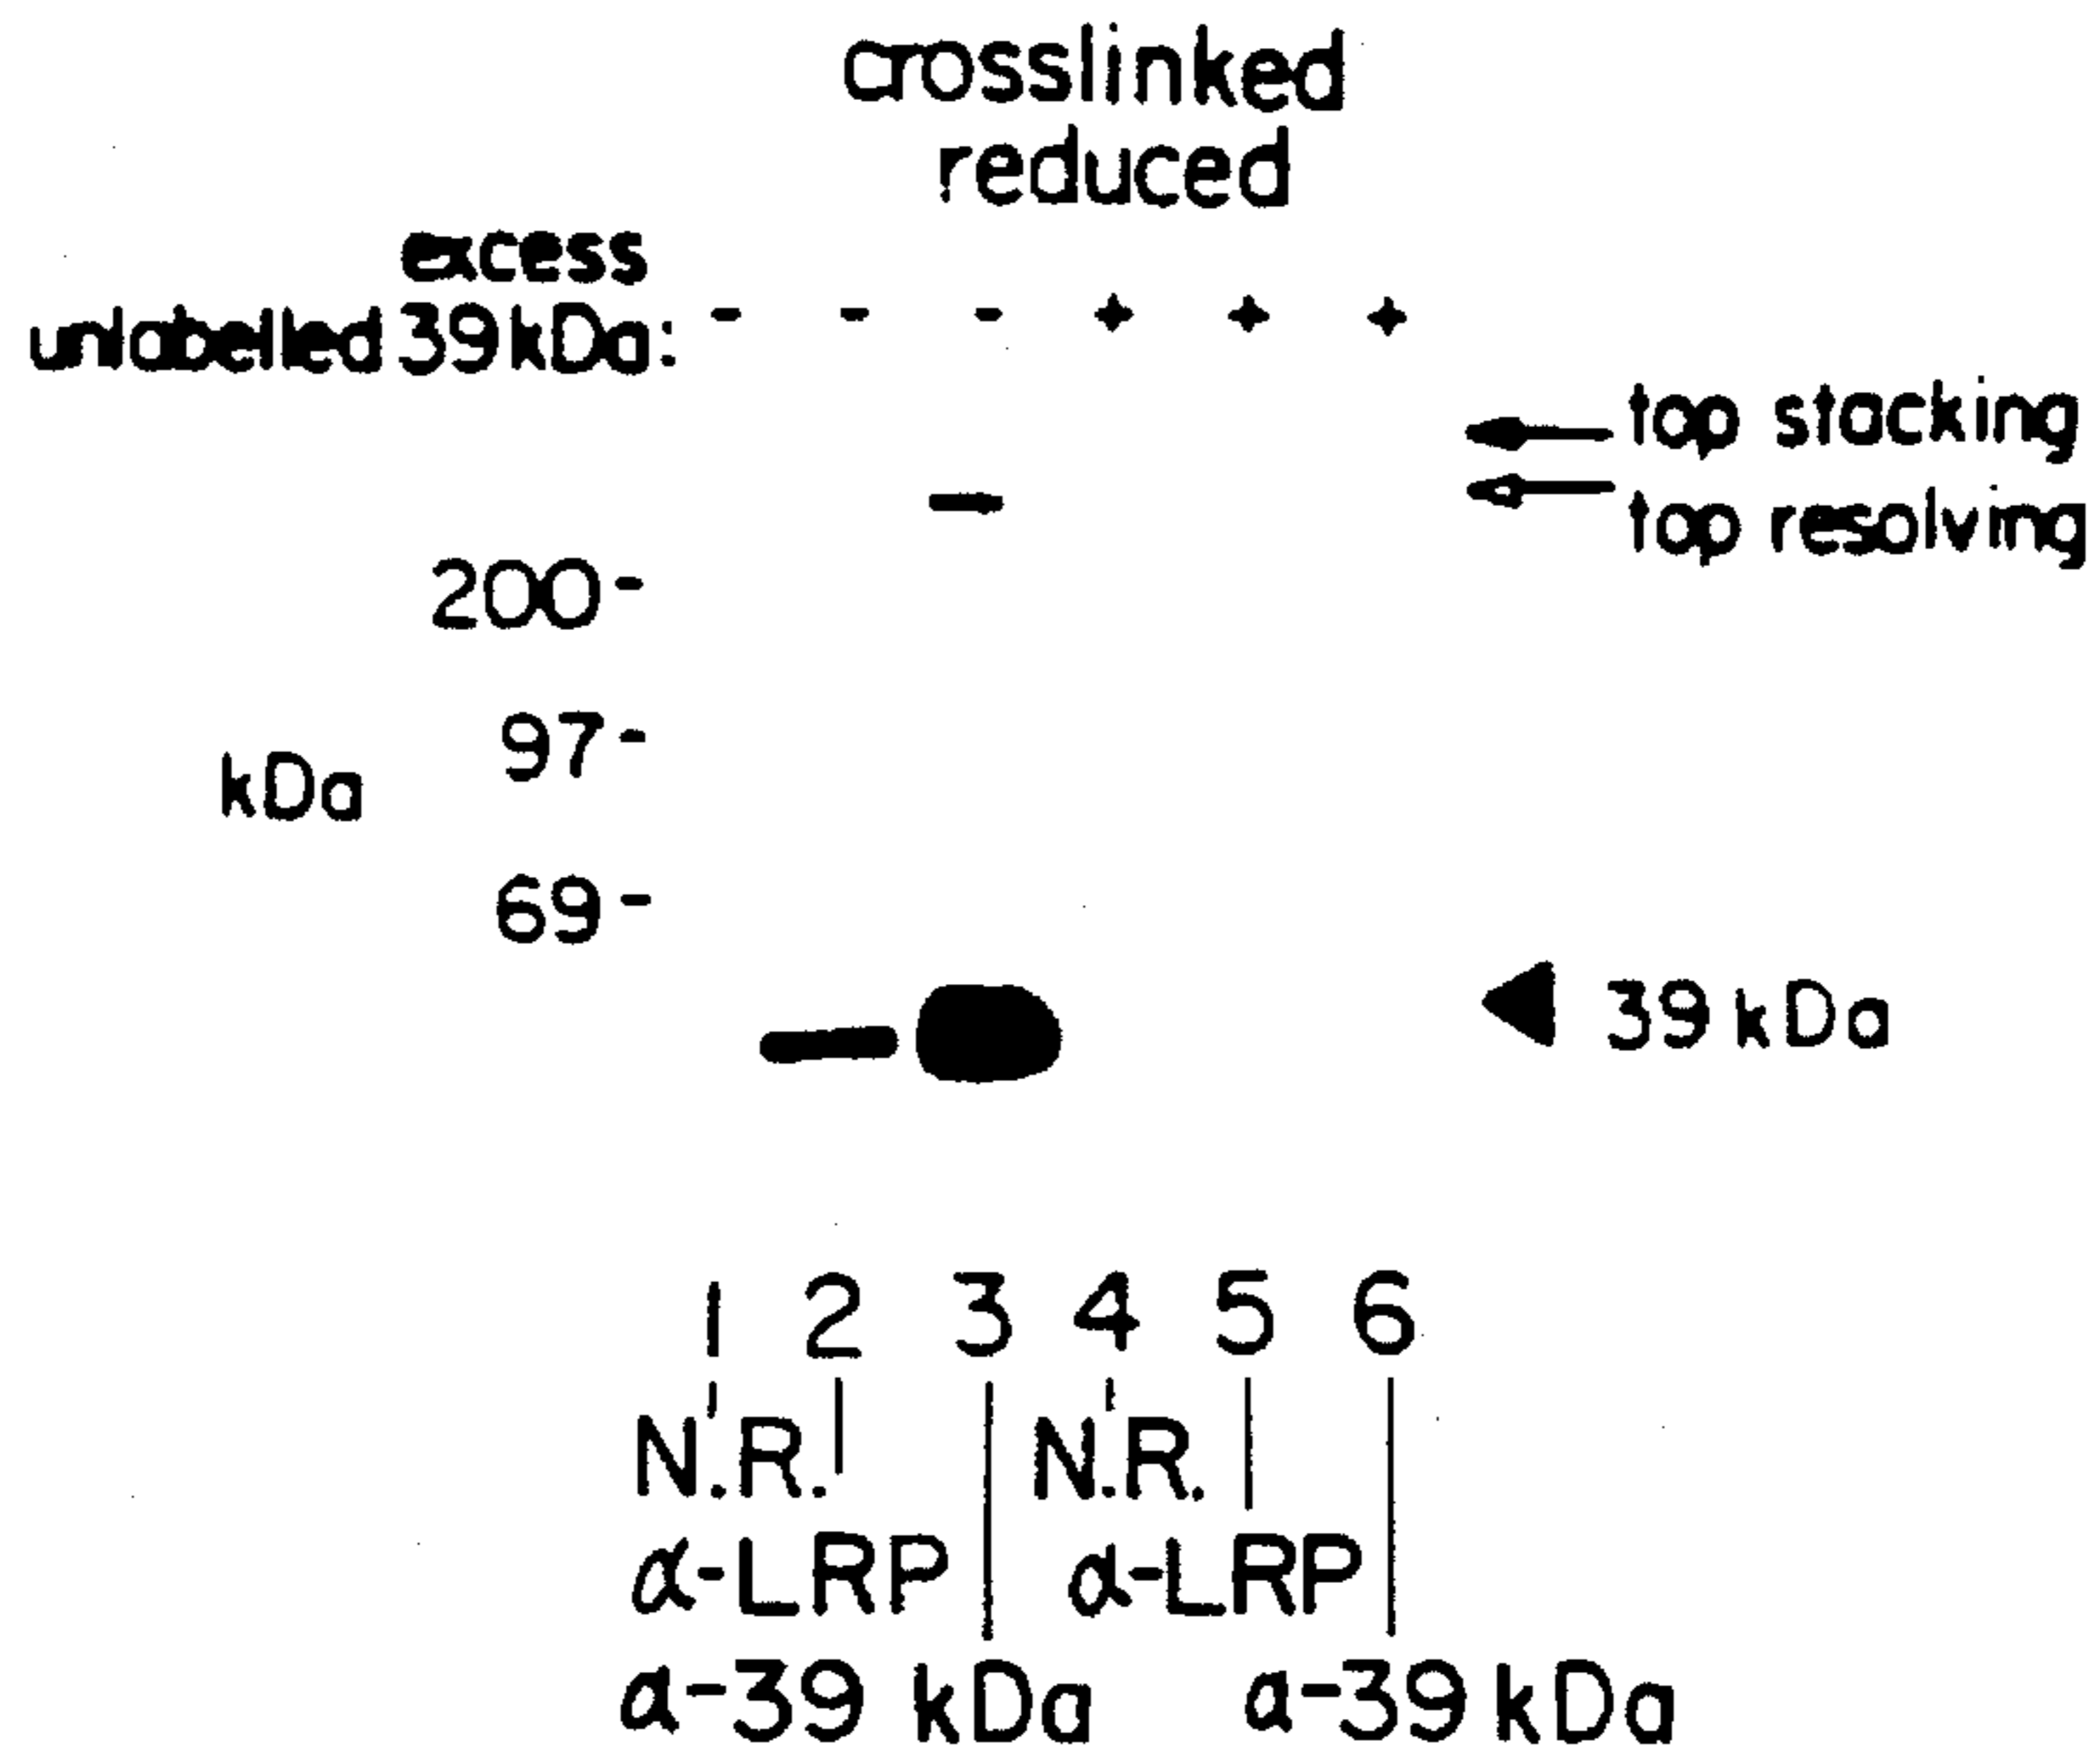 crosslinked
reduced
excess
unlabelled 39 kDa: - - - + + +
top stacking
top resolving
200-
97-
kDa
69-
39 kDa
1 2 3 4 5 6
N.R. N.R.
α-LRP α-LRP
α-39 kDa α-39 kDa